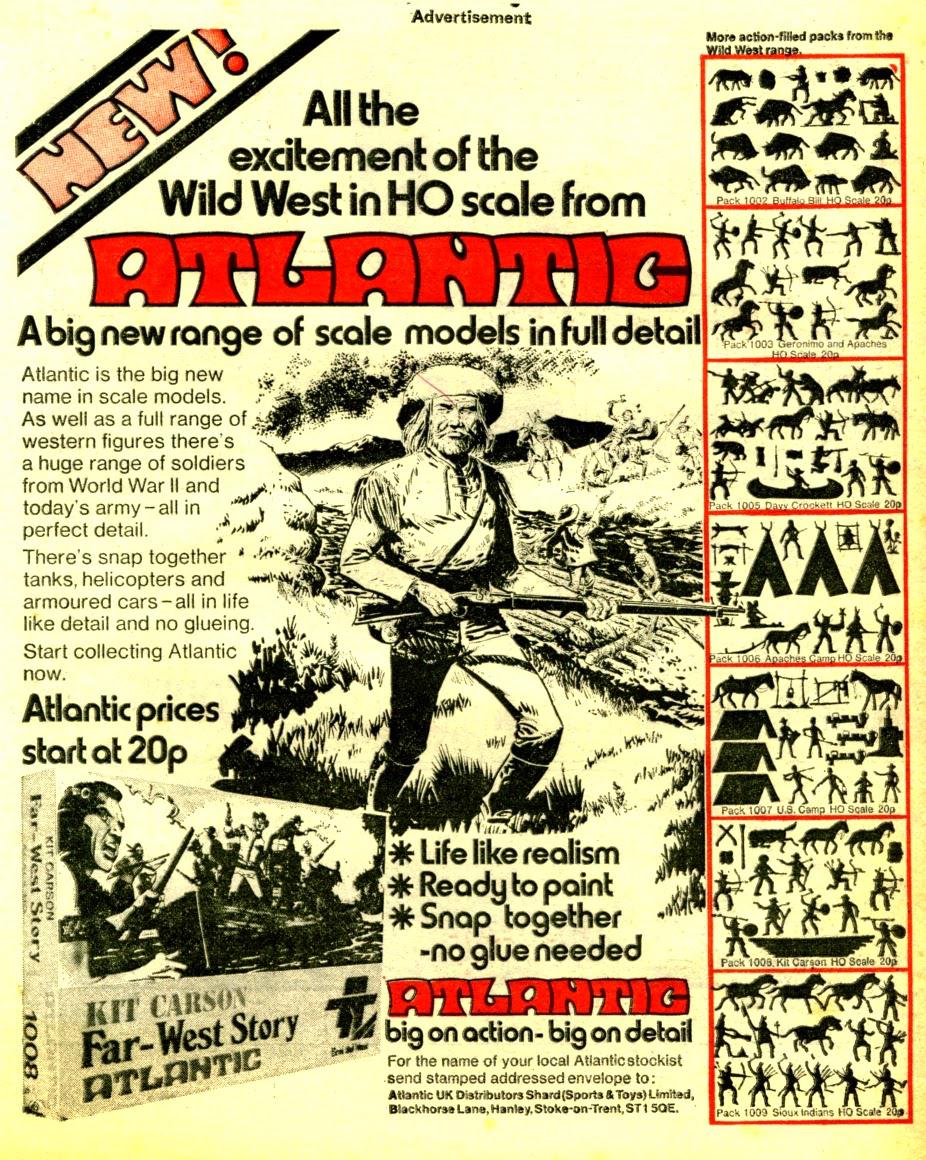 Advertisement
NEW!
All the
excitement of the
Wild West in HO scale from
ATLANTIC
A big new range of scale models in full detail
Atlantic is the big new
name in scale models.
As well as a full range of
western figures there's
a huge range of soldiers
from World War II and
today's army – all in
perfect detail.
There's snap together
tanks, helicopters and
armoured cars – all in life
like detail and no glueing.
Start collecting Atlantic
now.
Atlantic prices
start at 20p
KIT CARSON
Far-West Story
1008
KIT CARSON
Far-West Story
ATLANTIC
* Life like realism
* Ready to paint
* Snap together
-no glue needed
ATLANTIC
big on action - big on detail
For the name of your local Atlantic stockist
send stamped addressed envelope to:
Atlantic UK Distributors Shard (Sports & Toys) Limited,
Blackhorse Lane, Hanley, Stoke-on-Trent, ST1 5QE.
More action-filled packs from the
Wild West range.
Pack 1002 Buffalo Bill HO Scale 20p
Pack 1003 Geronimo and Apaches
HO Scale 20p
Pack 1005 Davy Crockett HO Scale 20p
Pack 1006 Apaches Camp HO Scale 20p
Pack 1007 U.S. Camp HO Scale 20p
Kit Carson HO Scale 20p
Pack 1009 Sioux Indians HO Scale 20p